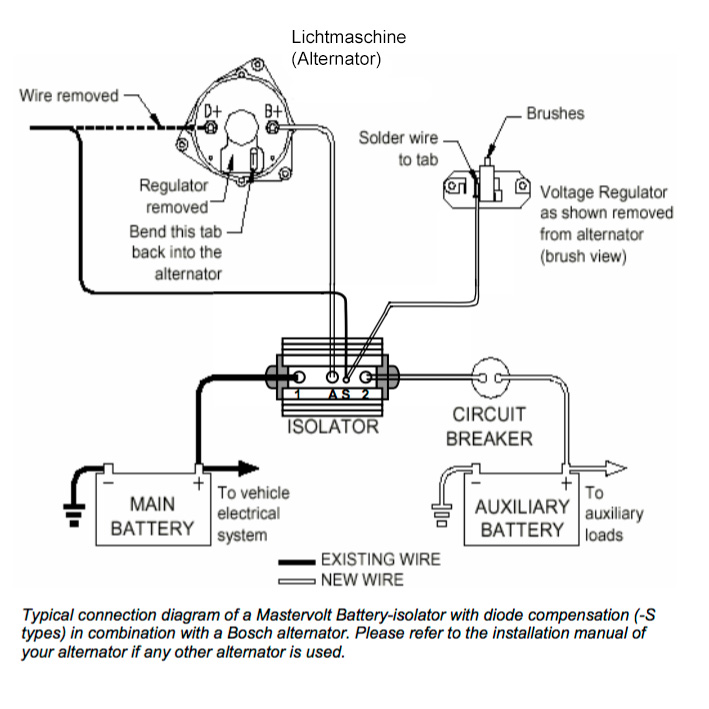 Lichtmaschine
(Alternator)
Wire removed
D+
B+
Brushes
Solder wire
to tab
Regulator
removed
Bend this tab
back into the
alternator
Voltage Regulator
as shown removed
from alternator
(brush view)
1
A
S
2
ISOLATOR
CIRCUIT
BREAKER
−
+
MAIN
BATTERY
To vehicle
electrical
system
−
+
AUXILIARY
BATTERY
To
auxiliary
loads
EXISTING WIRE
NEW WIRE
Typical connection diagram of a Mastervolt Battery-isolator with diode compensation (-S
types) in combination with a Bosch alternator. Please refer to the installation manual of
your alternator if any other alternator is used.